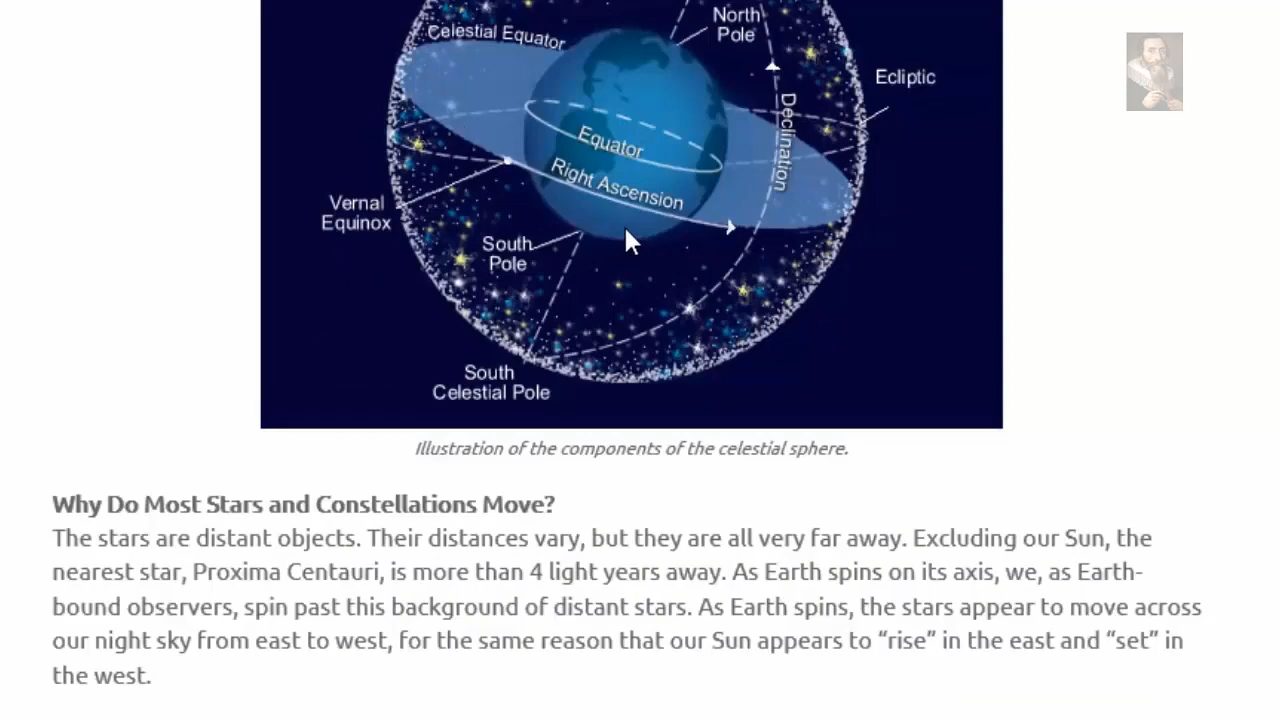 North
Pole
Celestial Equator
Ecliptic
Declination
Equator
Right Ascension
Vernal
Equinox
South
Pole
South
Celestial Pole
Illustration of the components of the celestial sphere.
Why Do Most Stars and Constellations Move?
The stars are distant objects. Their distances vary, but they are all very far away. Excluding our Sun, the
nearest star, Proxima Centauri, is more than 4 light years away. As Earth spins on its axis, we, as Earth-
bound observers, spin past this background of distant stars. As Earth spins, the stars appear to move across
our night sky from east to west, for the same reason that our Sun appears to “rise” in the east and “set” in
the west.